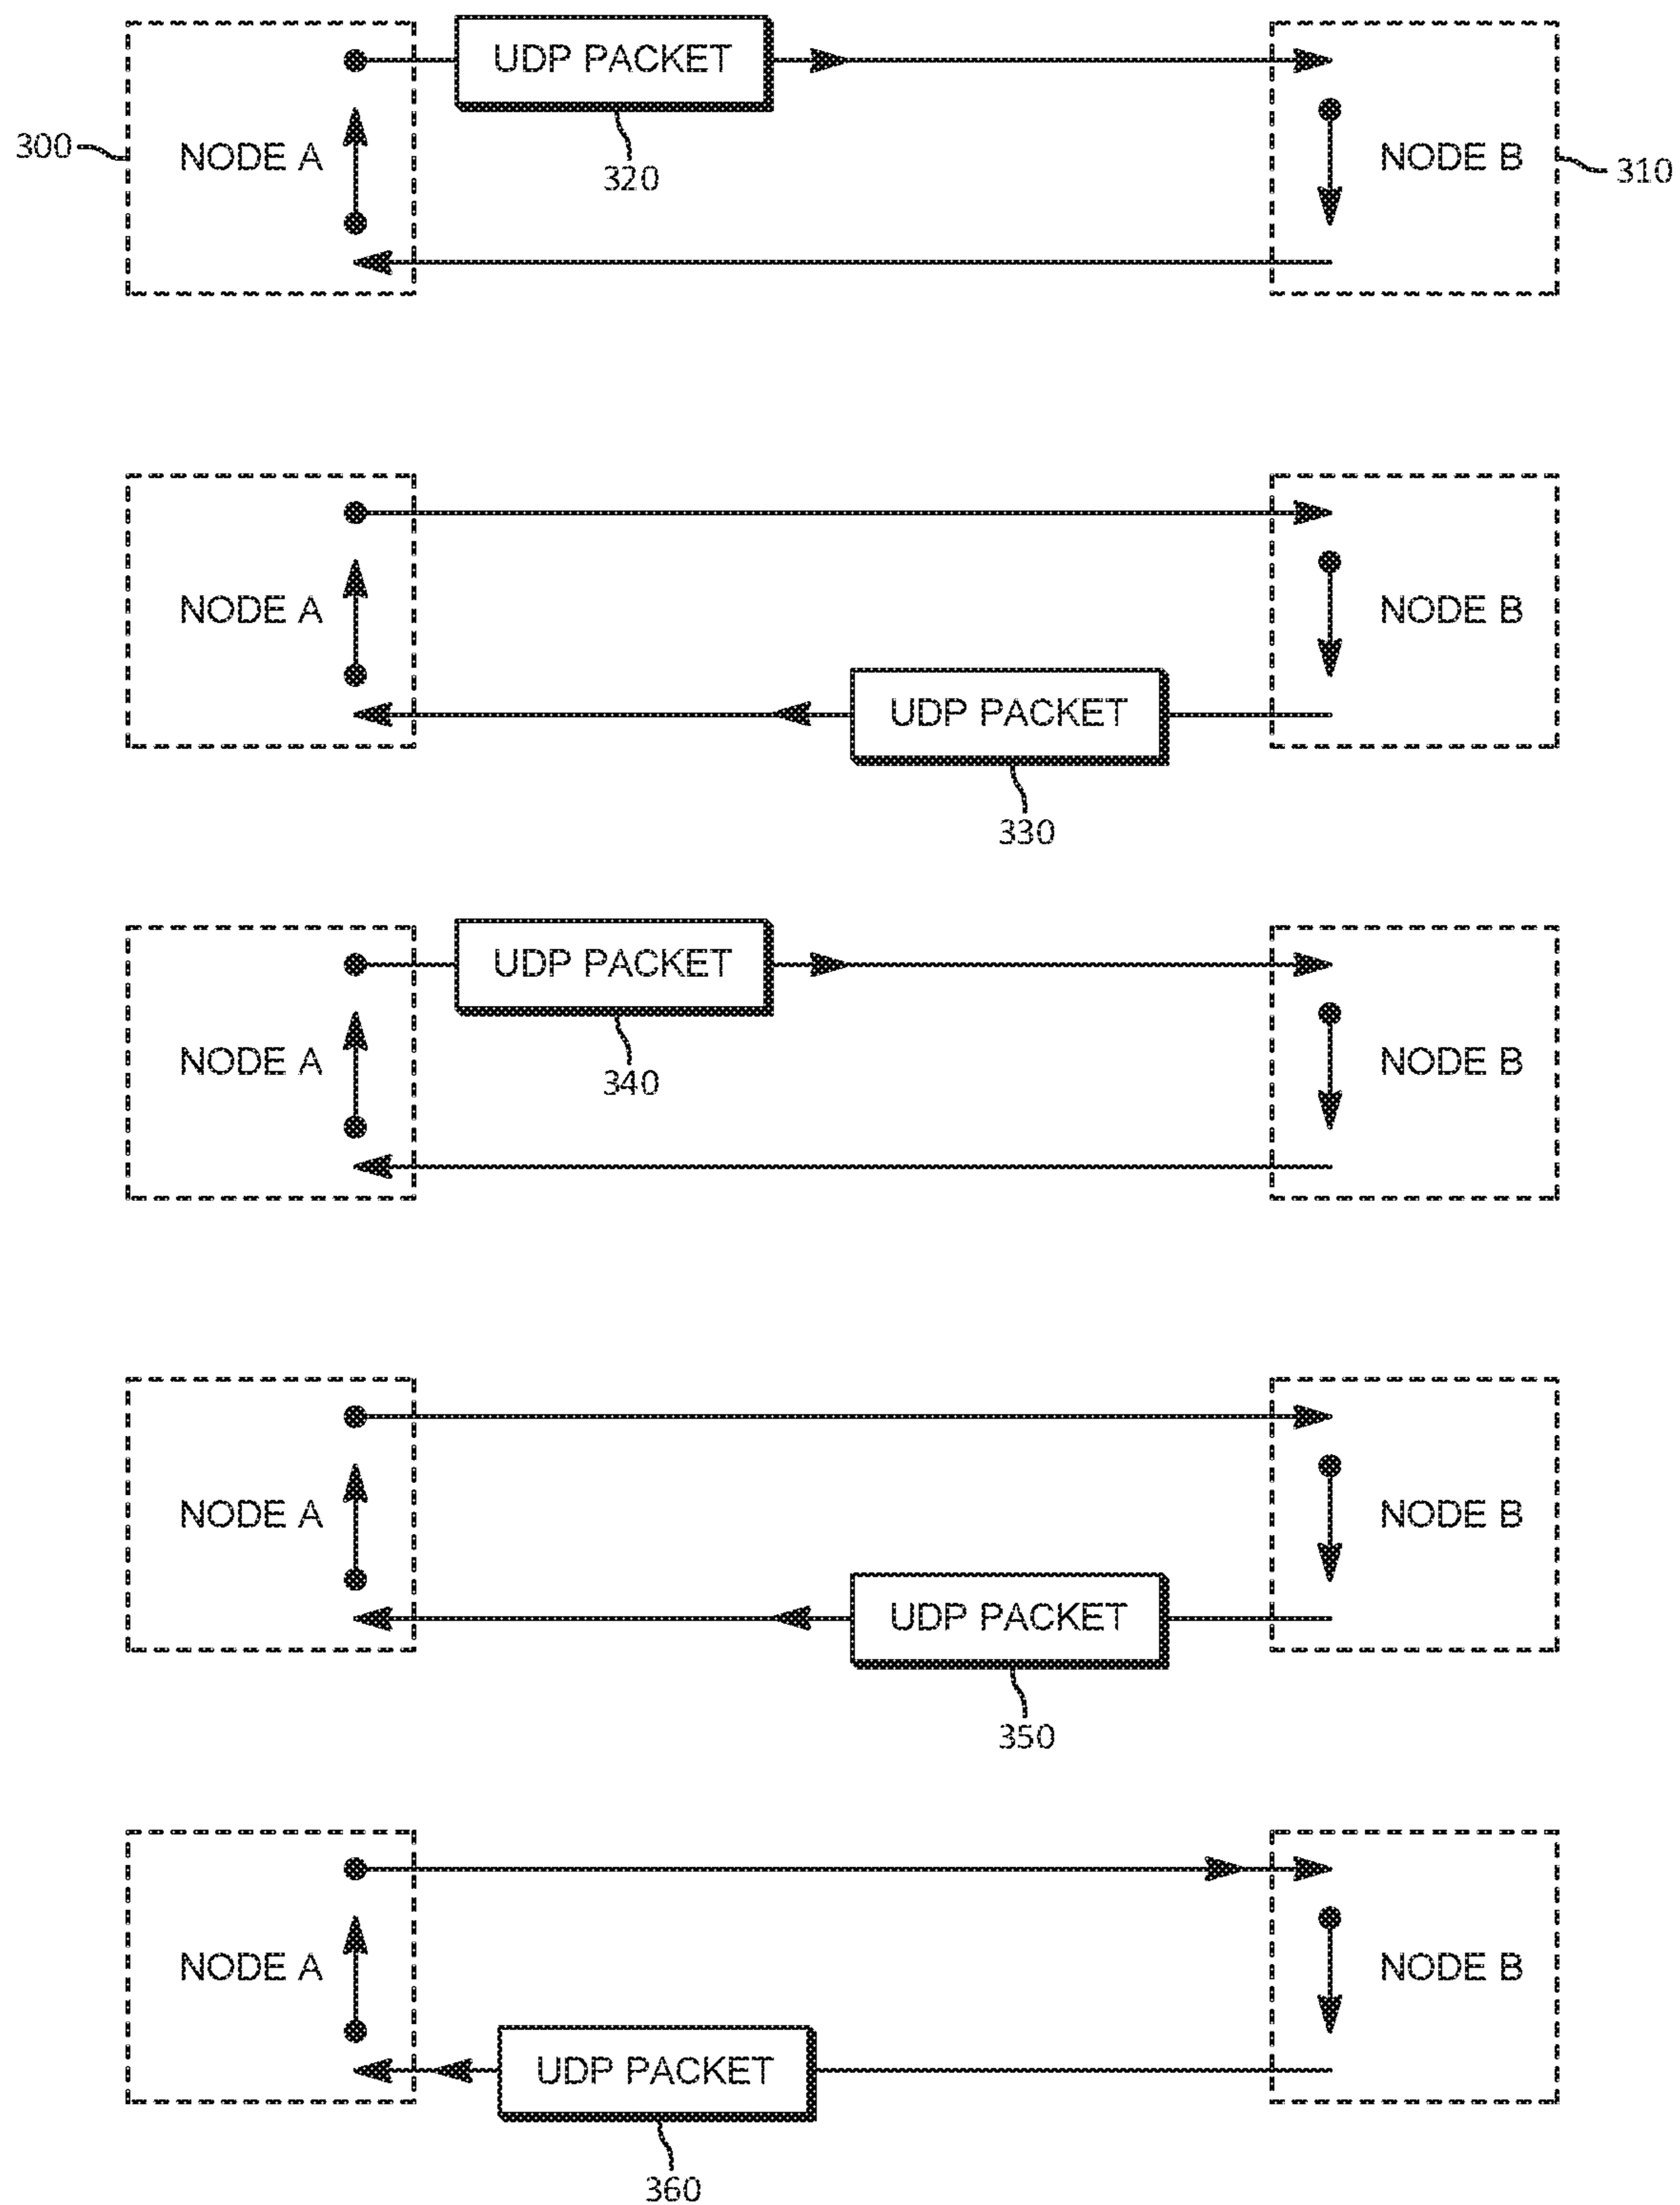 UDP PACKET
300
NODE A
320
NODE B
310
NODE A
NODE B
UDP PACKET
330
UDP PACKET
NODE A
340
NODE B
NODE A
NODE B
UDP PACKET
350
NODE A
NODE B
UDP PACKET
360